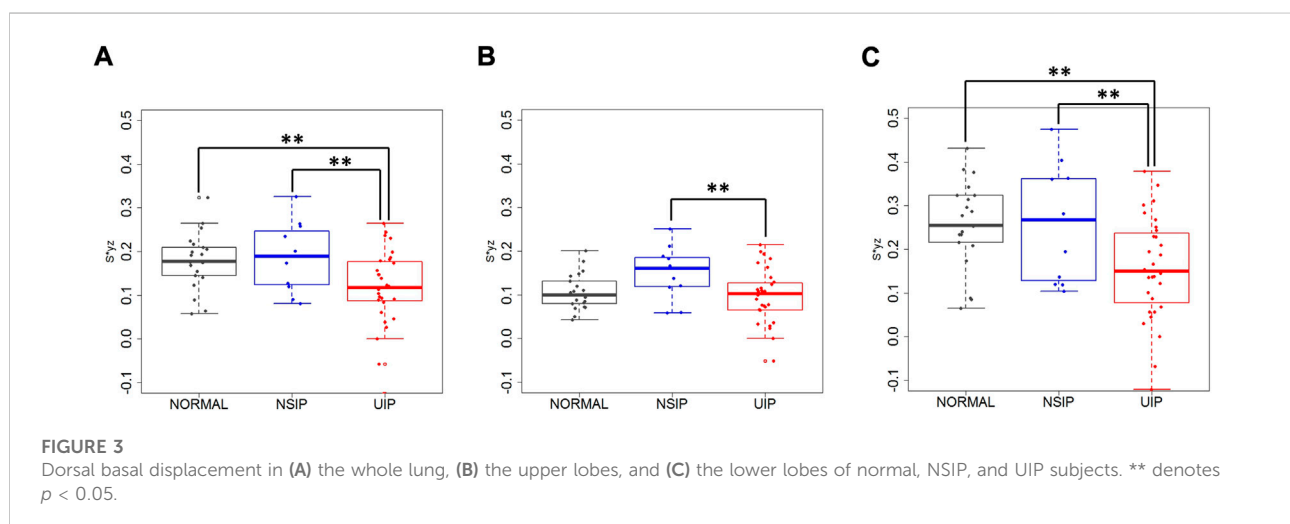 A
B
C
**
**
**
**
**
0.5
0.4
0.3
0.2
0.1
0.0
-0.1
s*yz
NORMAL
NSIP
UIP
0.5
0.4
0.3
0.2
0.1
0.0
-0.1
s*yz
NORMAL
NSIP
UIP
0.5
0.4
0.3
0.2
0.1
0.0
-0.1
s*yz
NORMAL
NSIP
UIP
FIGURE 3
Dorsal basal displacement in (A) the whole lung, (B) the upper lobes, and (C) the lower lobes of normal, NSIP, and UIP subjects. ** denotes
p < 0.05.